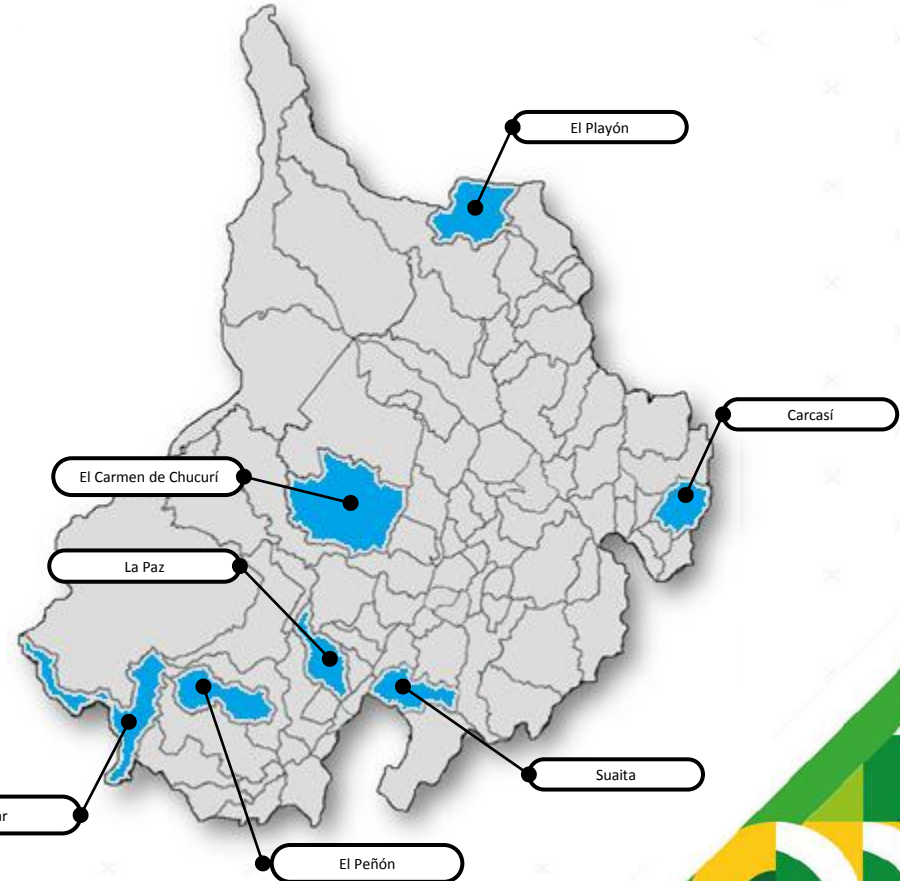 El Playón
Carcasí
El Carmen de Chucurí
La Paz
Suaita
El Peñón